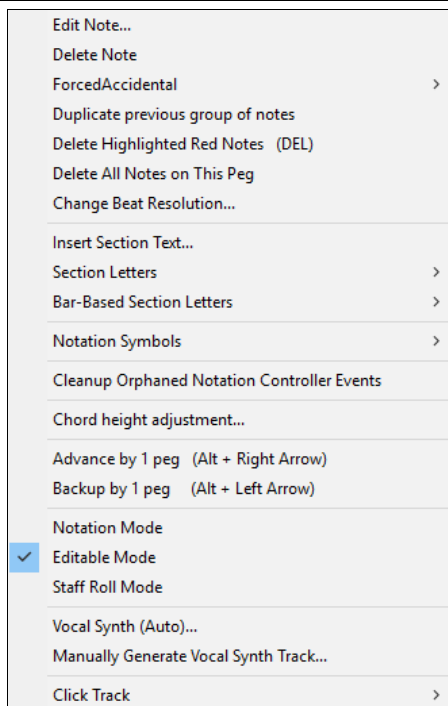 Edit Note...
Delete Note
ForcedAccidental
Duplicate previous group of notes
Delete Highlighted Red Notes (DEL)
Delete All Notes on This Peg
Change Beat Resolution...
Insert Section Text...
Section Letters
Bar-Based Section Letters
Notation Symbols
Cleanup Orphaned Notation Controller Events
Chord height adjustment...
Advance by 1 peg (Alt + Right Arrow)
Backup by 1 peg (Alt + Left Arrow)
Notation Mode
Editable Mode
Staff Roll Mode
Vocal Synth (Auto)...
Manually Generate Vocal Synth Track...
Click Track